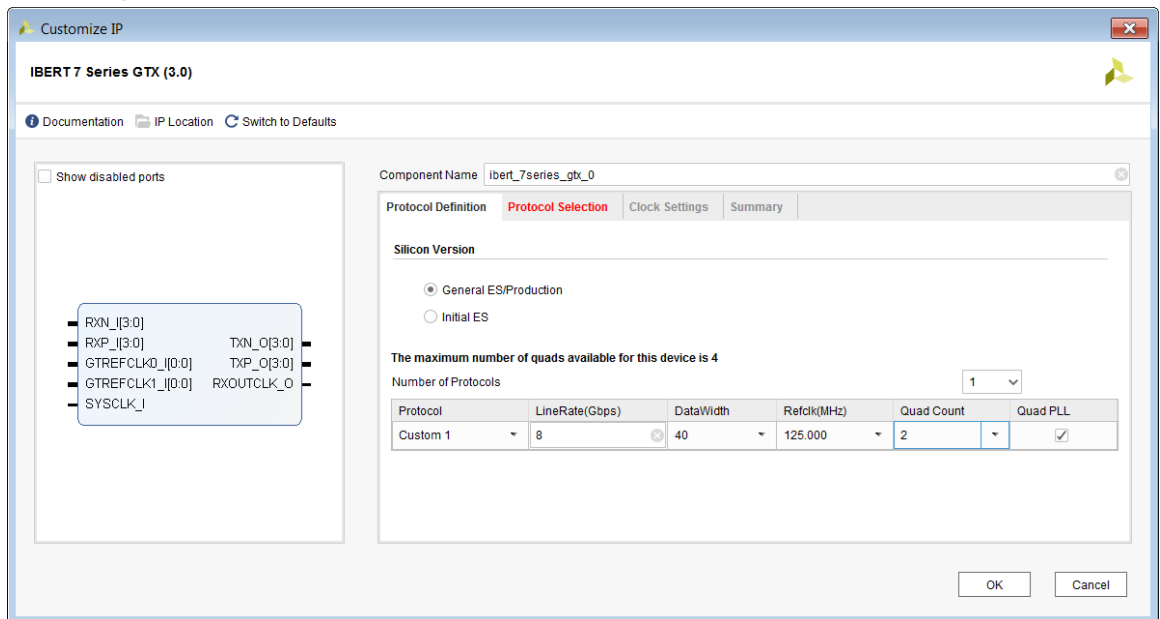 Customize IP
IBERT 7 Series GTX (3.0)
Documentation IP Location Switch to Defaults
Show disabled ports
RXN_I[3:0]
RXP_I[3:0] TXN_O[3:0]
GTREFCLK0_I[0:0] TXP_O[3:0]
GTREFCLK1_I[0:0] RXOUTCLK_O
SYSCLK_I
Component Name ibert_7series_gtx_0
Protocol Definition Protocol Selection Clock Settings Summary
Silicon Version
General ES/Production
Initial ES
The maximum number of quads available for this device is 4
Number of Protocols 1
Protocol LineRate(Gbps) DataWidth Refclk(MHz) Quad Count Quad PLL
Custom 1 8 40 125.000 2
OK Cancel